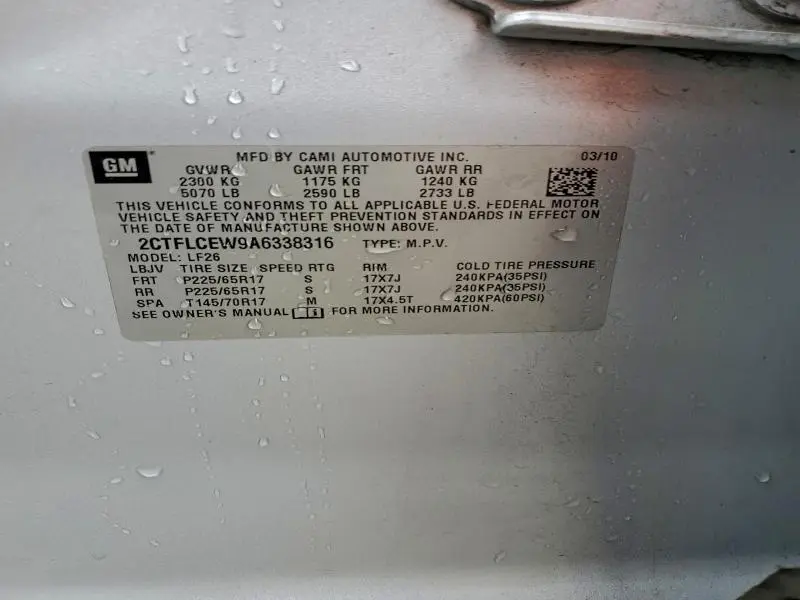 GM
MFD BY CAMI AUTOMOTIVE INC. 03/10
GVWR GAWR FRT GAWR RR
2300 KG 1175 KG 1240 KG
5070 LB 2590 LB 2733 LB
THIS VEHICLE CONFORMS TO ALL APPLICABLE U.S. FEDERAL MOTOR
VEHICLE SAFETY AND THEFT PREVENTION STANDARDS IN EFFECT ON
THE DATE OF MANUFACTURE SHOWN ABOVE.
2CTFLCEW9A6338316 TYPE: M.P.V.
MODEL: LF26
LBJV TIRE SIZE SPEED RTG RIM COLD TIRE PRESSURE
FRT P225/65R17 S 17X7J 240KPA(35PSI)
RR P225/65R17 S 17X7J 240KPA(35PSI)
SPA T145/70R17 M 17X4.5T 420KPA(60PSI)
SEE OWNER'S MANUAL FOR MORE INFORMATION.